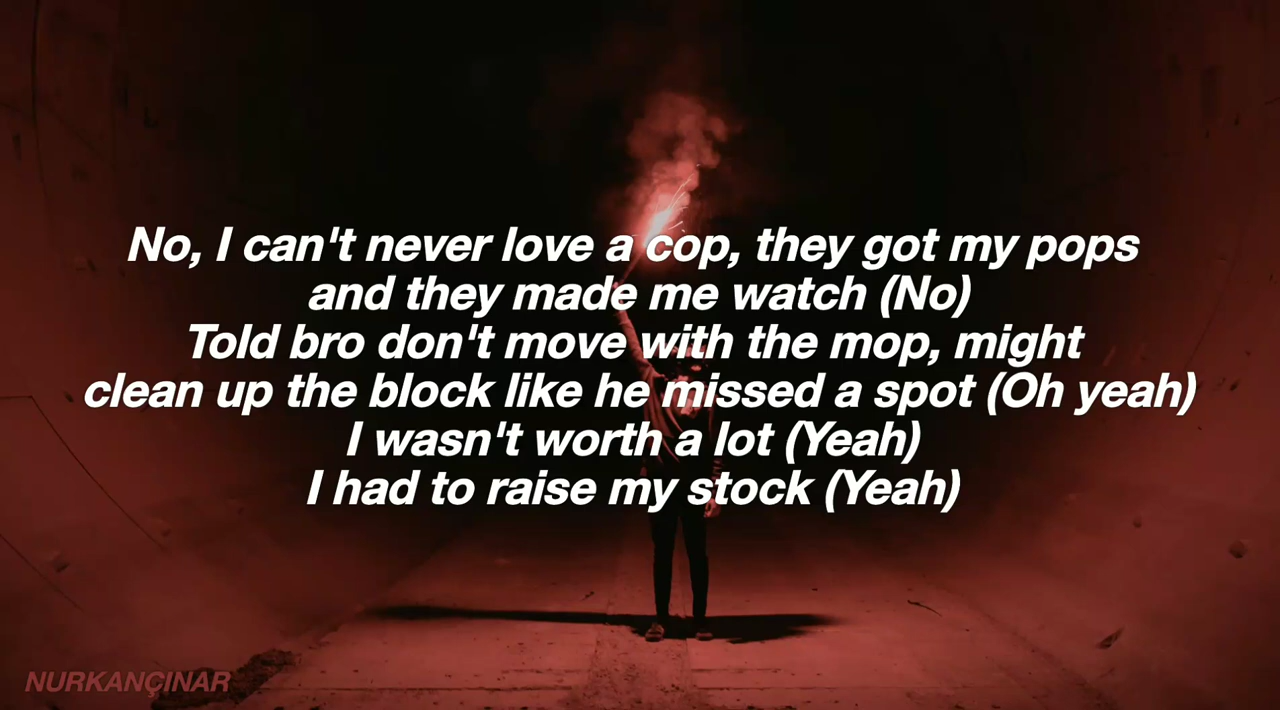 No, I can't never love a cop, they got my pops
and they made me watch (No)
Told bro don't move with the mop, might
clean up the block like he missed a spot (Oh yeah)
I wasn't worth a lot (Yeah)
I had to raise my stock (Yeah)
NURKANÇINAR